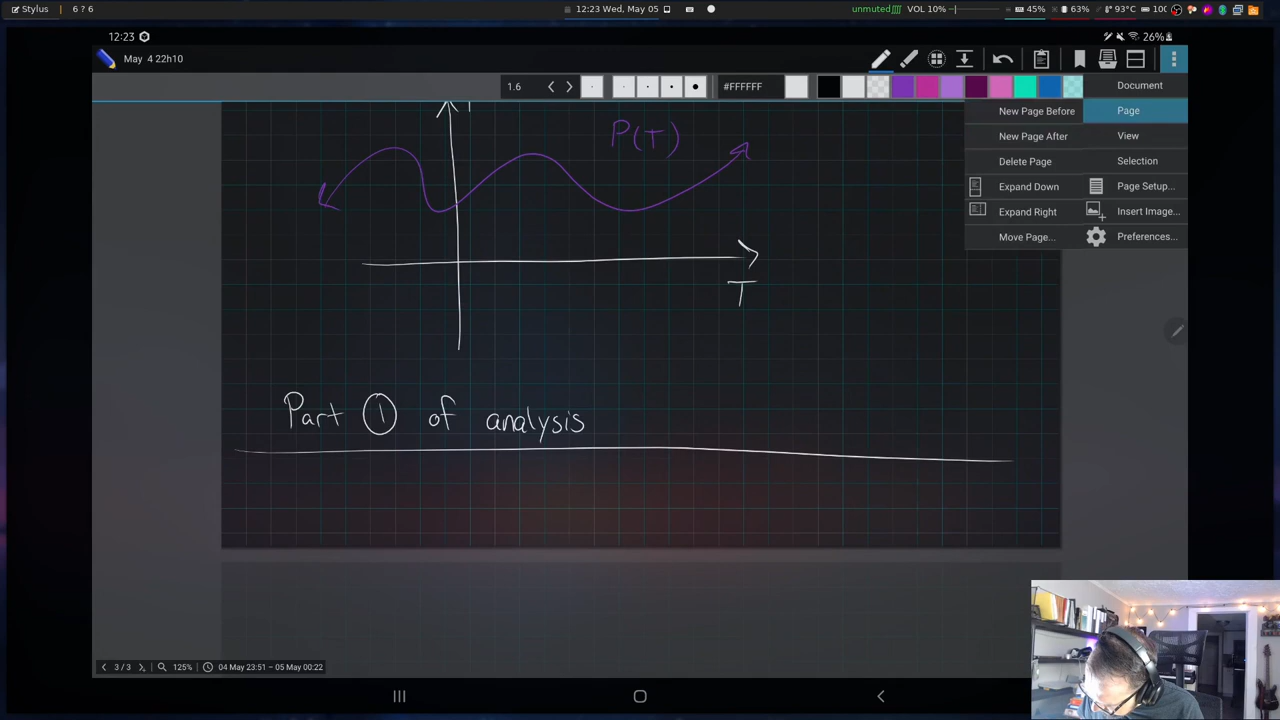 Stylus 6 ? 6 12:23 Wed, May 05 unmuted VOL 10% 45% 63% 93°C 100
12:23 26%
May 4 22h10
1.6 #FFFFFF Document
New Page Before Page
New Page After View
Delete Page Selection
Expand Down Page Setup...
Expand Right Insert Image...
Move Page... Preferences...
P(T)
T
Part ① of analysis
3 / 3 125% 04 May 23:51 – 05 May 00:22